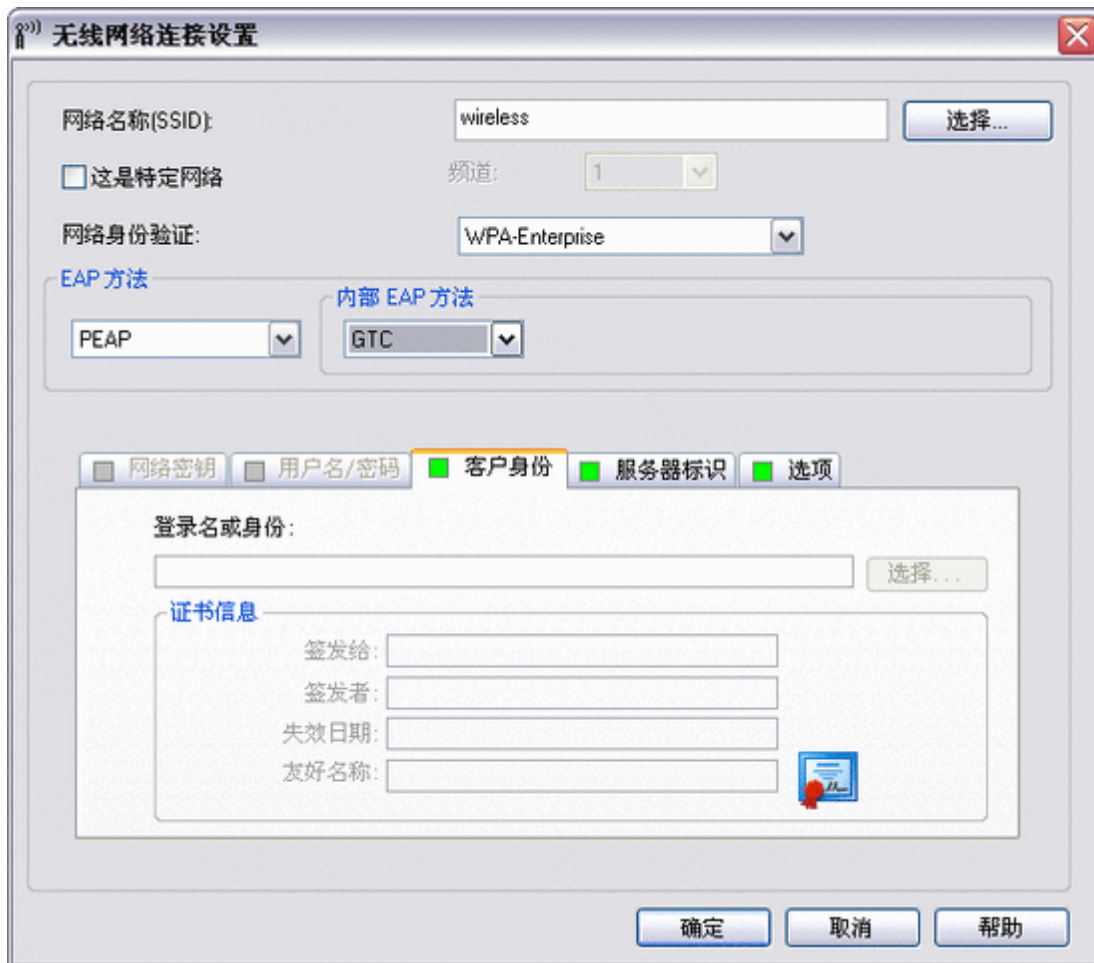 无线网络连接设置
网络名称(SSID): wireless 选择...
这是特定网络 频道: 1
网络身份验证: WPA-Enterprise
EAP 方法
内部 EAP 方法
PEAP GTC
网络密钥 用户名/密码 客户身份 服务器标识 选项
登录名或身份:
选择...
证书信息
签发给:
签发者:
失效日期:
友好名称:
确定 取消 帮助